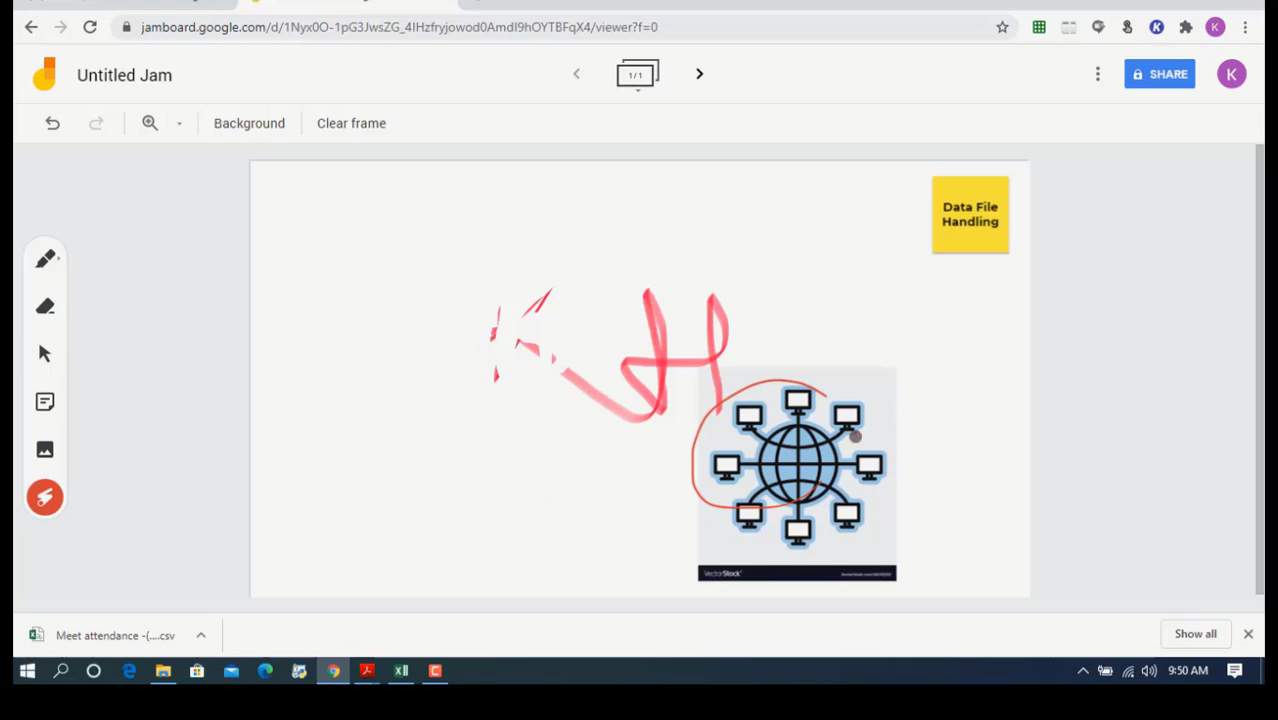 jamboard.google.com/d/1Nyx0O-1pG3JwsZG_4IHzfryjowod0AmdI9hOYTBFqX4/viewer?f=0
K
Untitled Jam
1/1
SHARE
K
Background
Clear frame
Data File
Handling
K H
VectorStock
Meet attendance -(....csv
Show all
9:50 AM